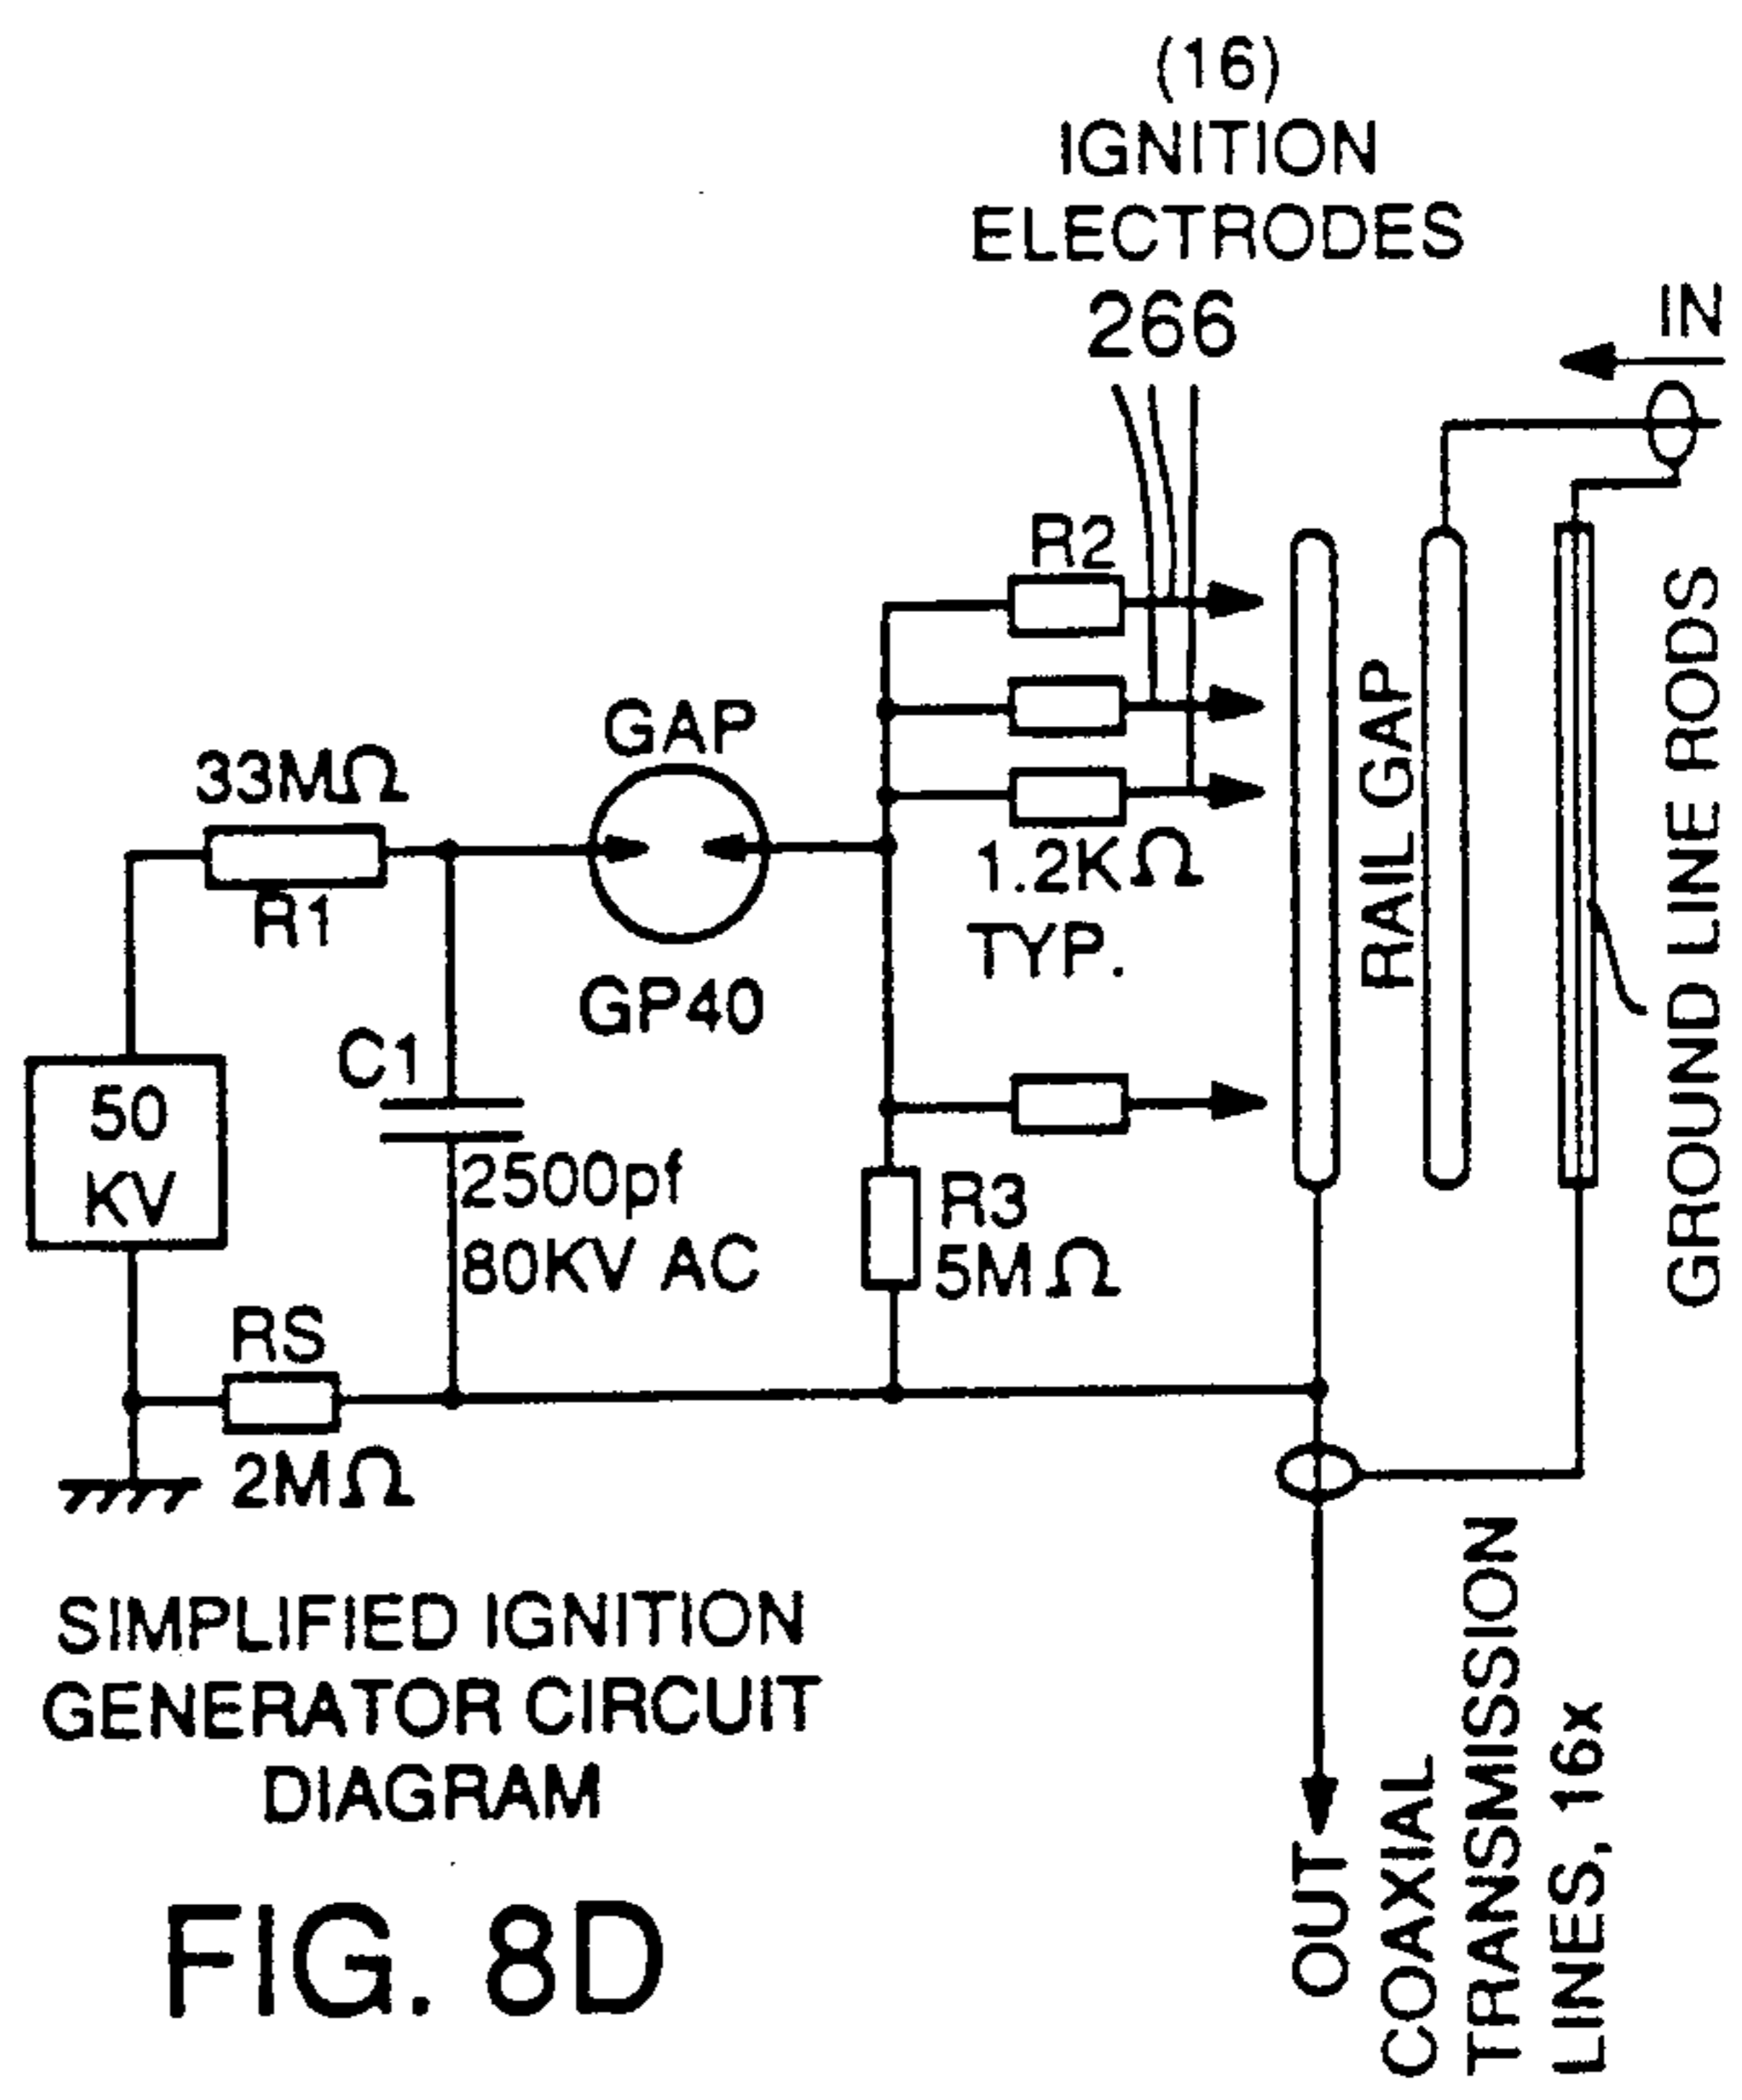 (16)
IGNITION
ELECTRODES
266
IN
R2
GAP
33MΩ
R1
1.2KΩ
TYP.
GP40
RAIL GAP
GROUND LINE RODS
C1
50
KV
2500pf
80KV AC
R3
5MΩ
RS
2MΩ
OUT
COAXIAL
TRANSMISSION
LINES, 16x
SIMPLIFIED IGNITION
GENERATOR CIRCUIT
DIAGRAM
FIG. 8D